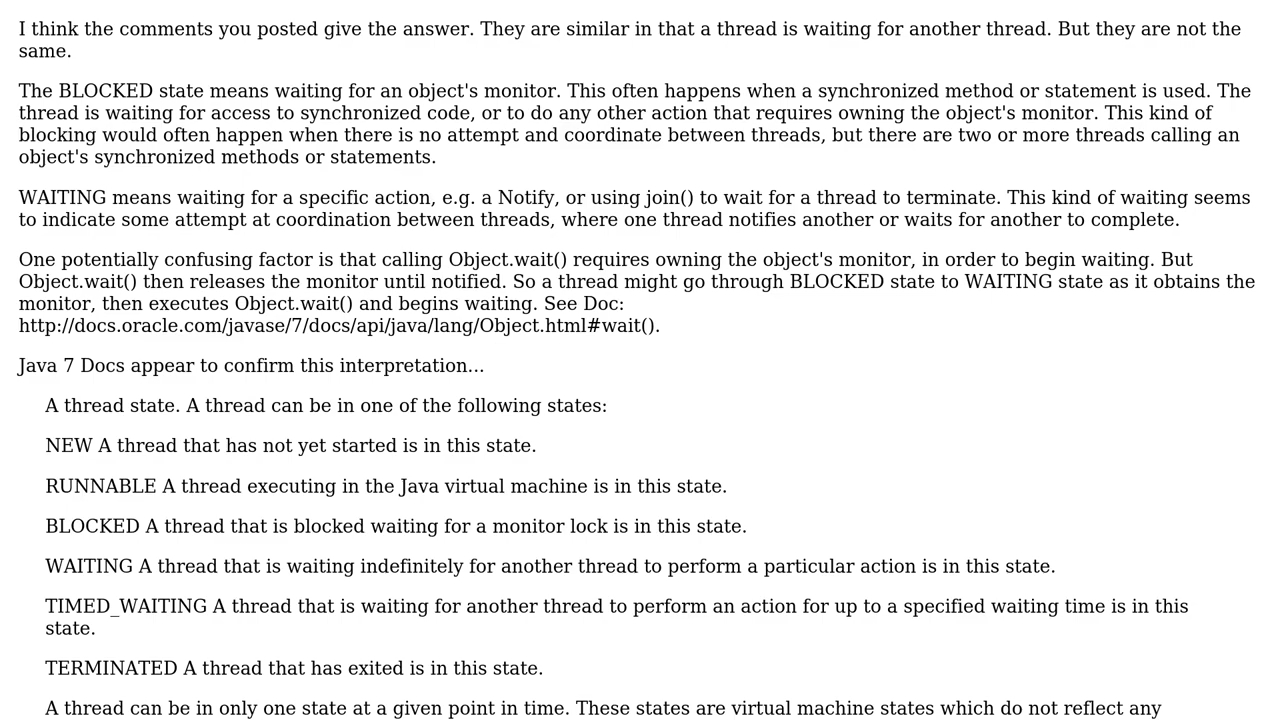 I think the comments you posted give the answer. They are similar in that a thread is waiting for another thread. But they are not the
same.
The BLOCKED state means waiting for an object's monitor. This often happens when a synchronized method or statement is used. The
thread is waiting for access to synchronized code, or to do any other action that requires owning the object's monitor. This kind of
blocking would often happen when there is no attempt and coordinate between threads, but there are two or more threads calling an
object's synchronized methods or statements.
WAITING means waiting for a specific action, e.g. a Notify, or using join() to wait for a thread to terminate. This kind of waiting seems
to indicate some attempt at coordination between threads, where one thread notifies another or waits for another to complete.
One potentially confusing factor is that calling Object.wait() requires owning the object's monitor, in order to begin waiting. But
Object.wait() then releases the monitor until notified. So a thread might go through BLOCKED state to WAITING state as it obtains the
monitor, then executes Object.wait() and begins waiting. See Doc:
http://docs.oracle.com/javase/7/docs/api/java/lang/Object.html#wait().
Java 7 Docs appear to confirm this interpretation...
A thread state. A thread can be in one of the following states:
NEW A thread that has not yet started is in this state.
RUNNABLE A thread executing in the Java virtual machine is in this state.
BLOCKED A thread that is blocked waiting for a monitor lock is in this state.
WAITING A thread that is waiting indefinitely for another thread to perform a particular action is in this state.
TIMED_WAITING A thread that is waiting for another thread to perform an action for up to a specified waiting time is in this
state.
TERMINATED A thread that has exited is in this state.
A thread can be in only one state at a given point in time. These states are virtual machine states which do not reflect any